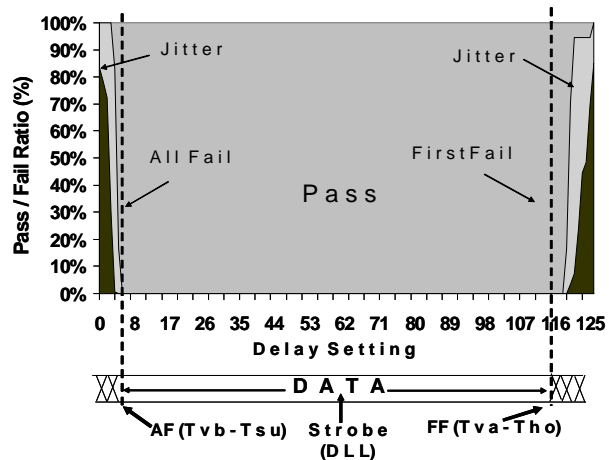 100%
90%
80%
70%
60%
50%
40%
30%
20%
10%
0%
Pass / Fail Ratio (%)
Jitter
Jitter
All Fail
FirstFail
Pass
0 8 17 26 35 44 53 62 71 80 89 98 107 116 125
Delay Setting
DATA
AF (Tvb-Tsu)
Strobe
(DLL)
FF (Tva-Tho)